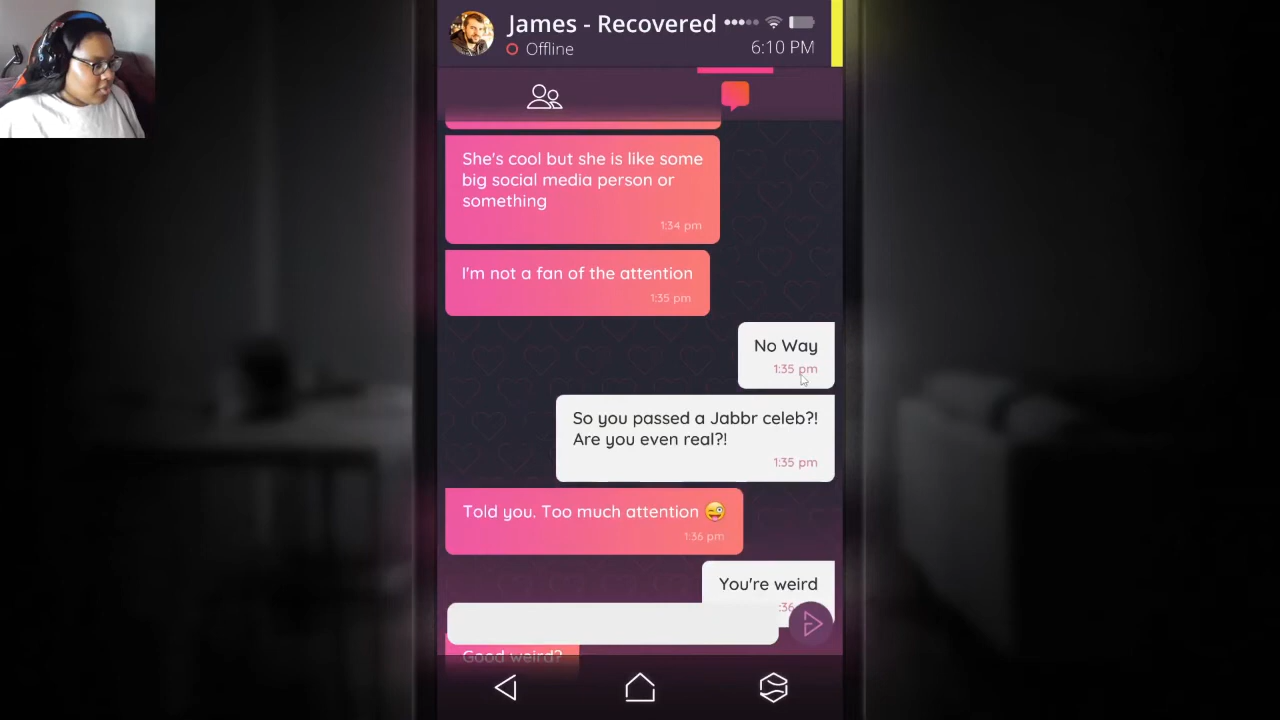 James - Recovered
Offline
6:10 PM
She's cool but she is like some
big social media person or
something
1:34 pm
I'm not a fan of the attention
1:35 pm
No Way
1:35 pm
So you passed a Jabbr celeb?!
Are you even real?!
1:35 pm
Told you. Too much attention 😜
1:36 pm
You're weird
:36
Good weird?